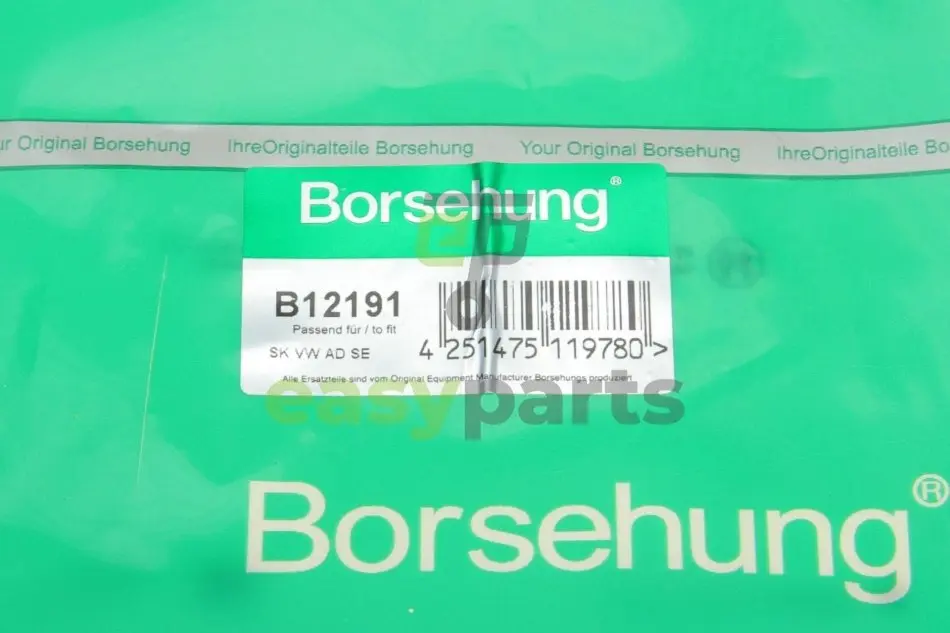 ur Original Borsehung IhreOriginalteile Borsehung Your Original Borsehung IhreOriginalteile Bo
Borsehung®
B12191
Passend für / to fit
SK VW AD SE
4 251475 119780 >
Alle Ersatzteile sind vom Original Equipment Manufacturer Borsehungs produziert
easyparts
Borsehung®